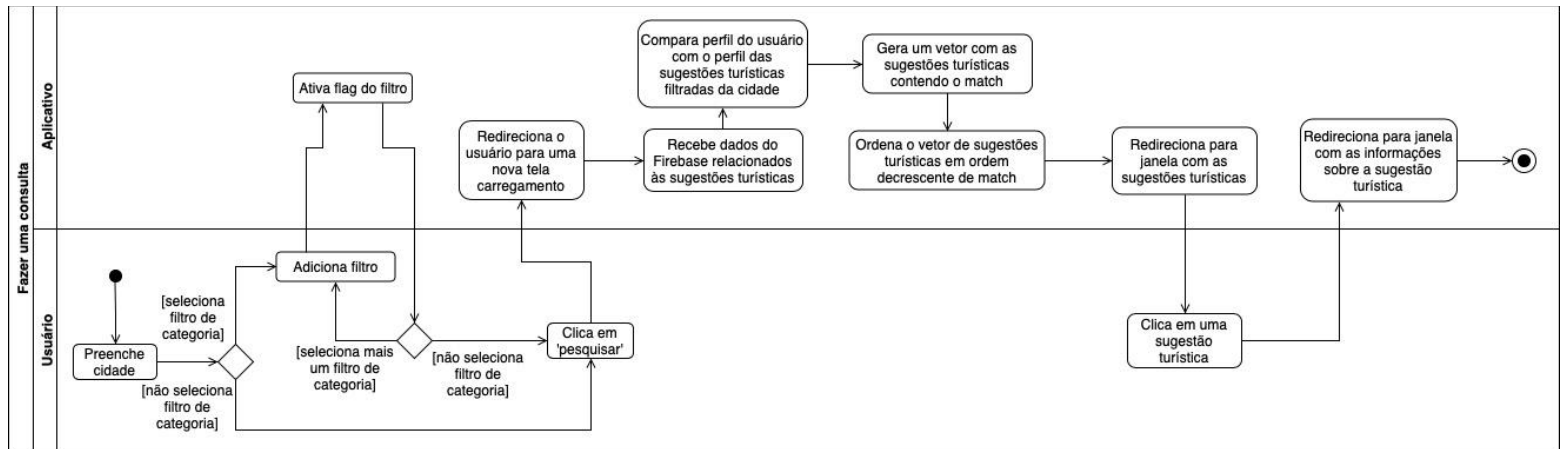 Fazer uma consulta
Aplicativo
Usuário
Preenche
cidade
[seleciona
filtro de
categoria]
[não seleciona
filtro de
categoria]
Adiciona filtro
Ativa flag do filtro
[seleciona mais
um filtro de
categoria]
[não seleciona
filtro de
categoria]
Clica em
'pesquisar'
Redireciona o
usuário para uma
nova tela
carregamento
Recebe dados do
Firebase relacionados
às sugestões turísticas
Compara perfil do usuário
com o perfil das
sugestões turísticas
filtradas da cidade
Gera um vetor com as
sugestões turísticas
contendo o match
Ordena o vetor de sugestões
turísticas em ordem
decrescente de match
Redireciona para
janela com as
sugestões turísticas
Clica em uma
sugestão
turística
Redireciona para janela
com as informações
sobre a sugestão
turística